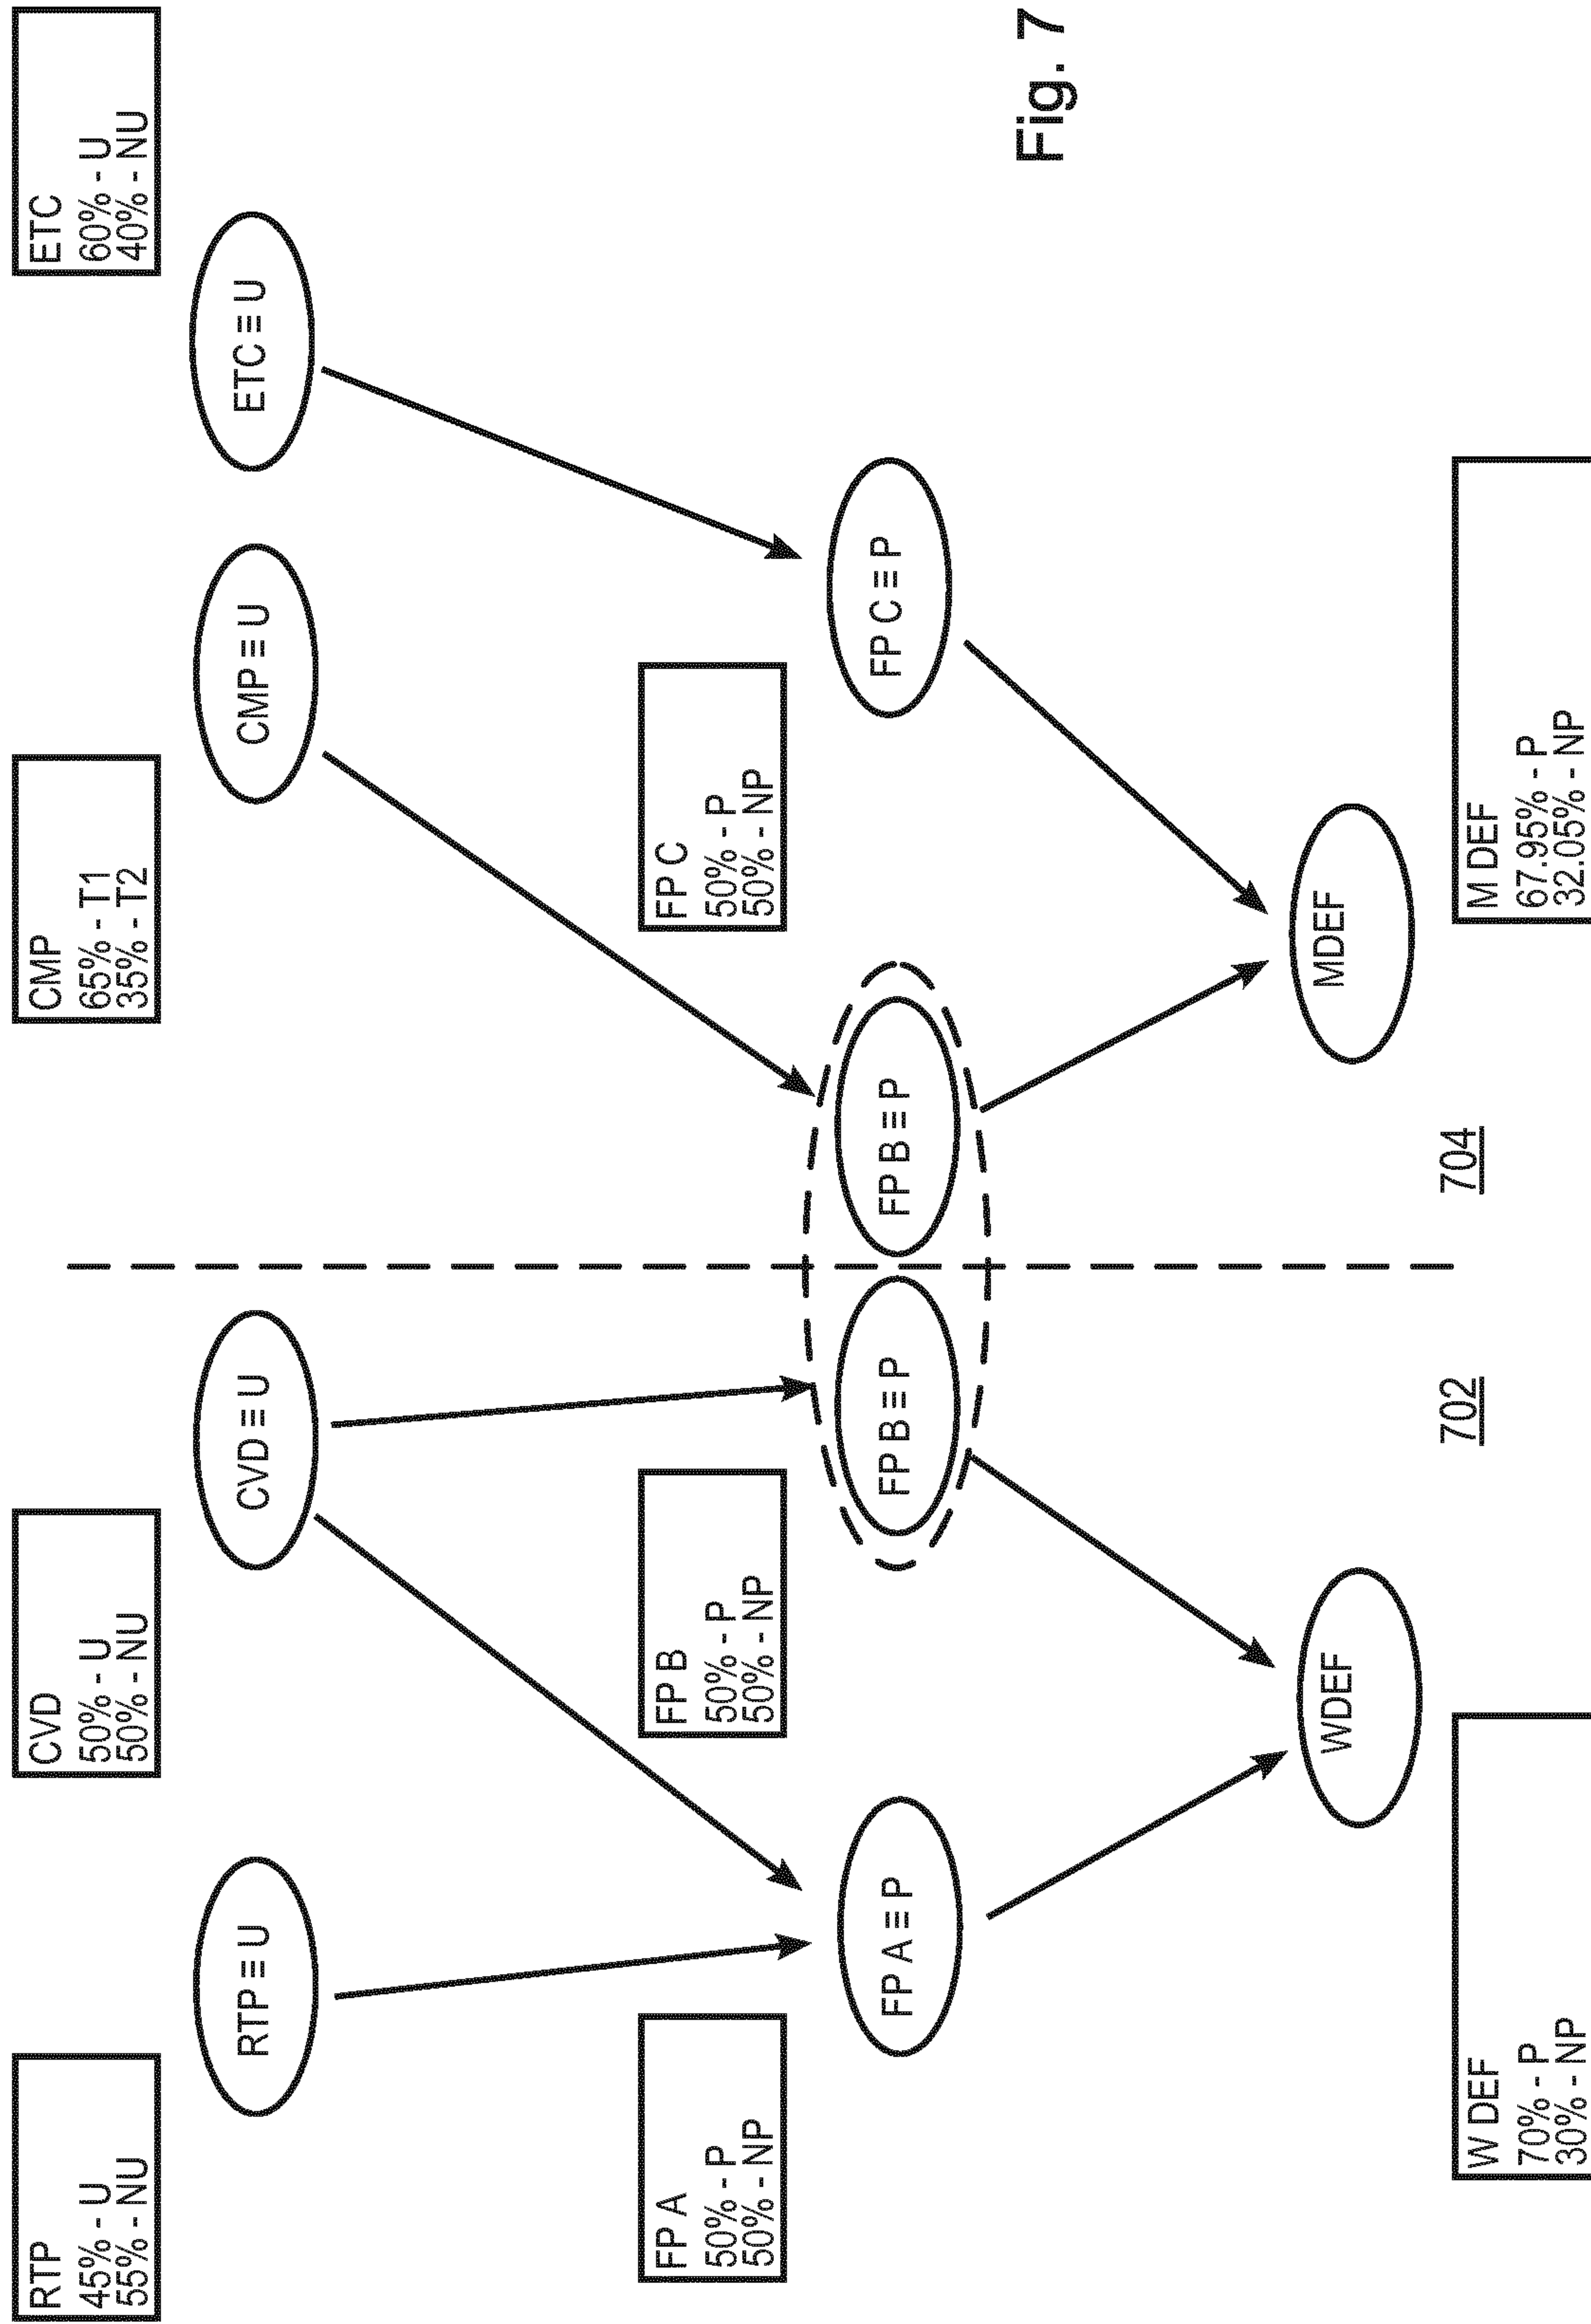 RTP
45% - U
55% - NU
CVD
50% - U
50% - NU
CMP
65% - T1
35% - T2
ETC
60% - U
40% - NU
RTP ≡ U
CVD ≡ U
CMP ≡ U
ETC ≡ U
FP A
50% - P
50% - NP
FP B
50% - P
50% - NP
FP C
50% - P
50% - NP
FP A ≡ P
FP B ≡ P
FP B ≡ P
FP C ≡ P
WDEF
MDEF
W DEF
70% - P
30% - NP
702
704
M DEF
67.95% - P
32.05% - NP
Fig. 7